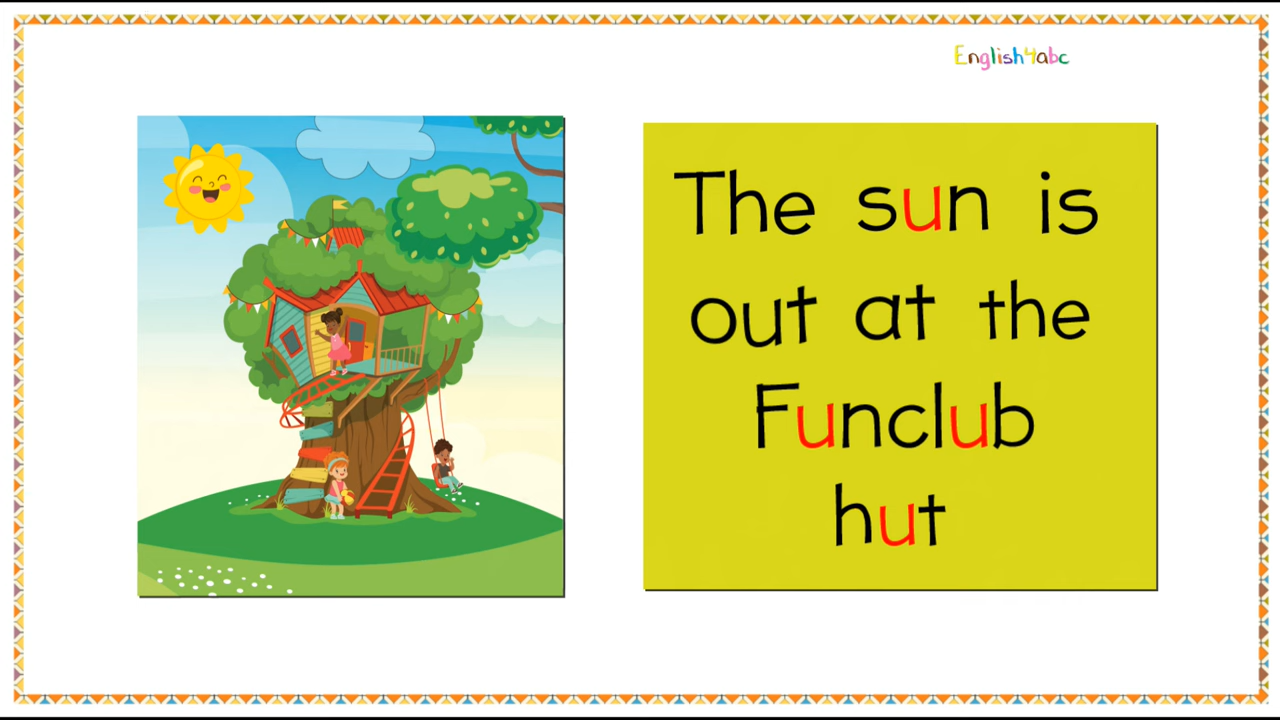 English4abc
The sun is
out at the
Funclub
hut